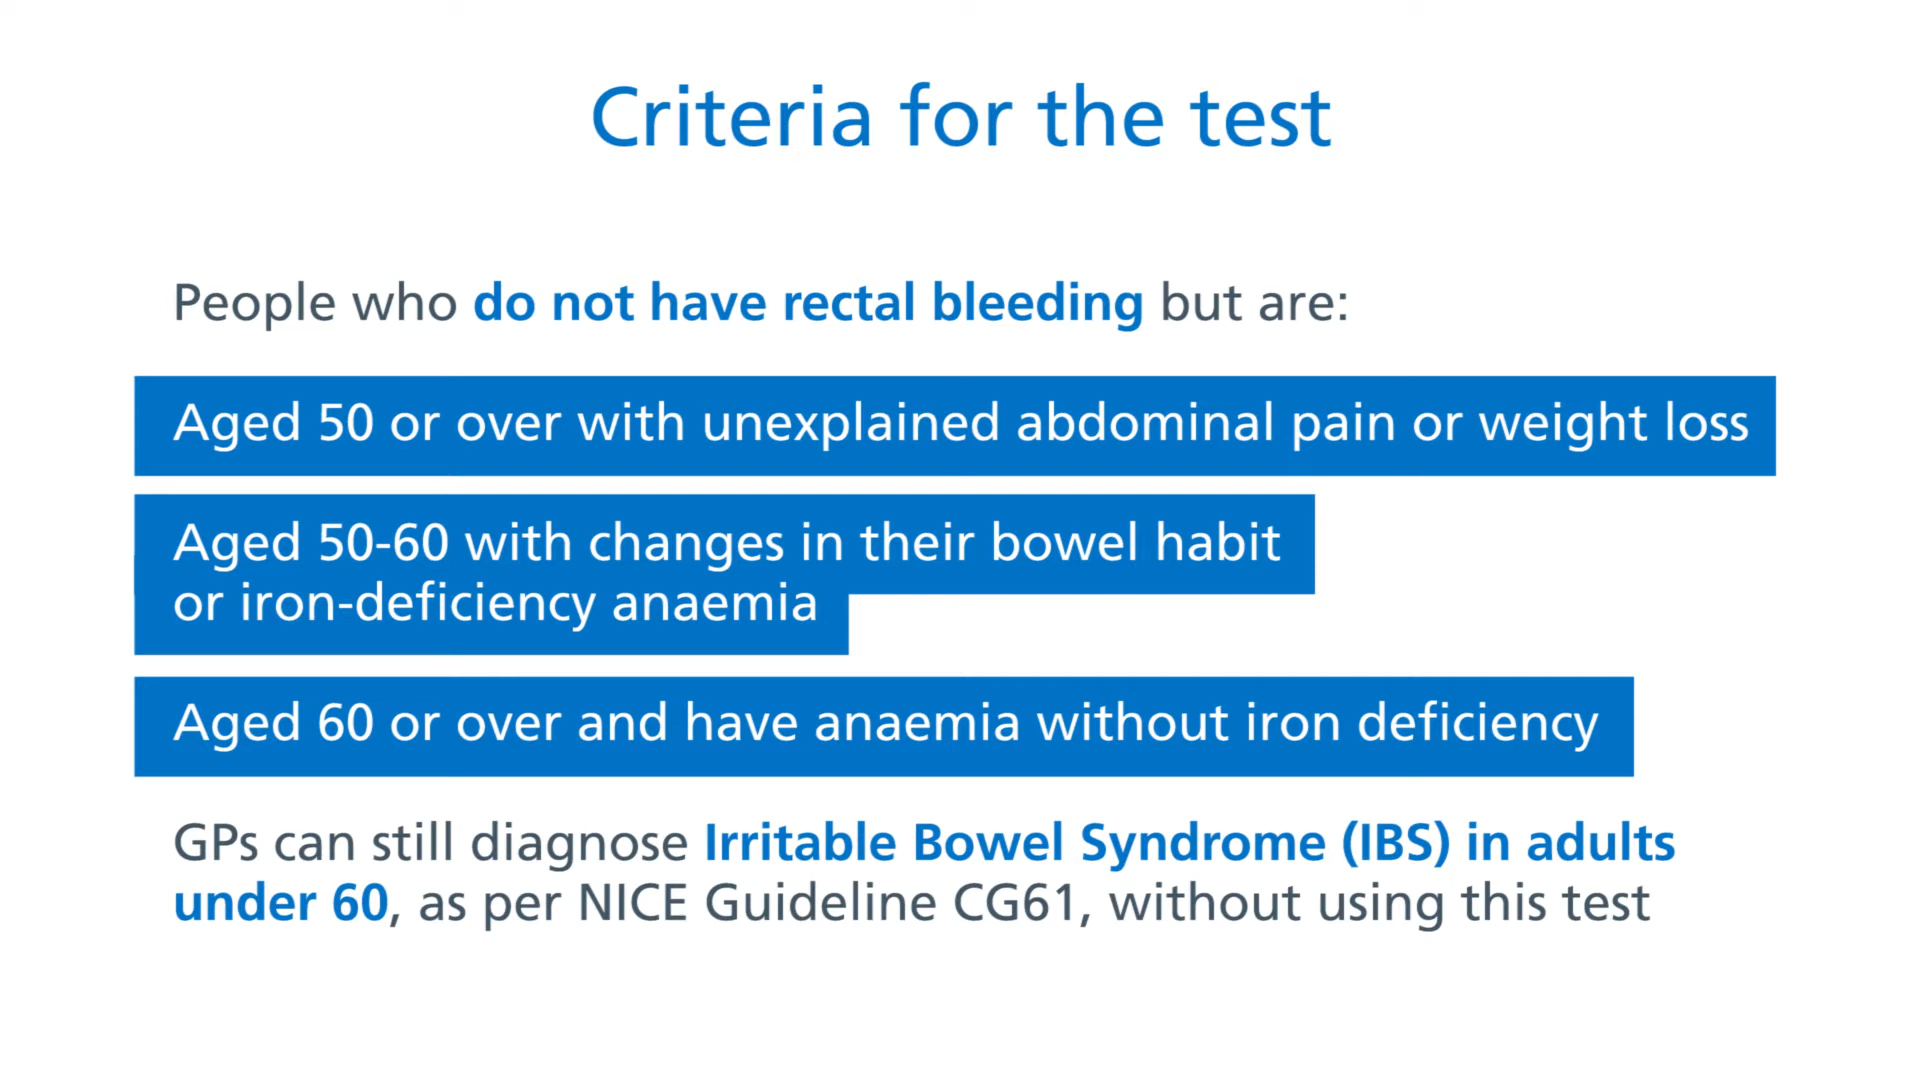 Criteria for the test
People who do not have rectal bleeding but are:
Aged 50 or over with unexplained abdominal pain or weight loss
Aged 50-60 with changes in their bowel habit
or iron-deficiency anaemia
Aged 60 or over and have anaemia without iron deficiency
GPs can still diagnose Irritable Bowel Syndrome (IBS) in adults
under 60, as per NICE Guideline CG61, without using this test